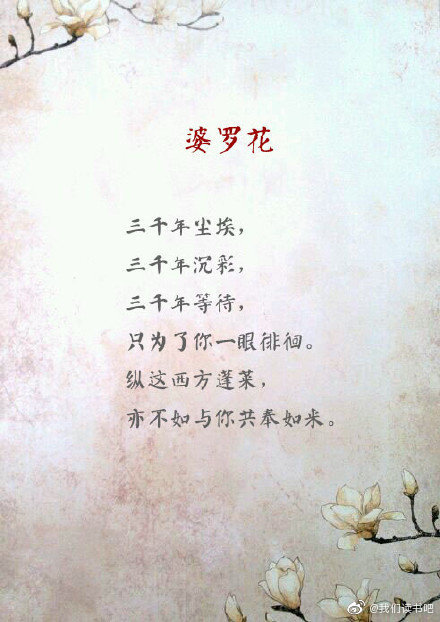 婆罗花
三千年尘埃，
三千年沉彩，
三千年等待，
只为了你一眼徘徊。
纵这西方蓬莱，
亦不如与你共奉如米。
@我们读书吧